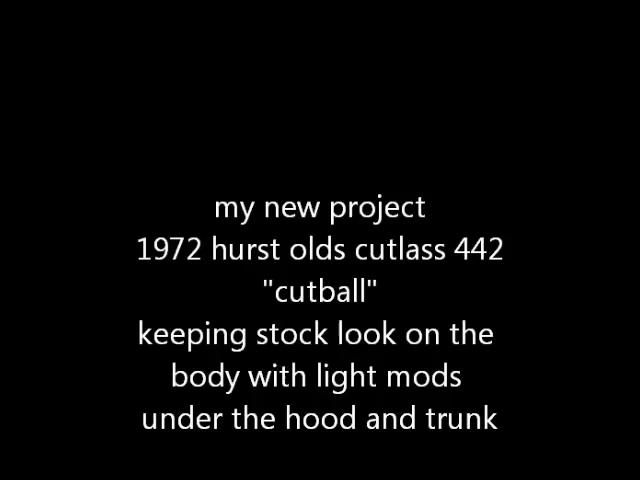 my new project
1972 hurst olds cutlass 442
"cutball"
keeping stock look on the
body with light mods
under the hood and trunk